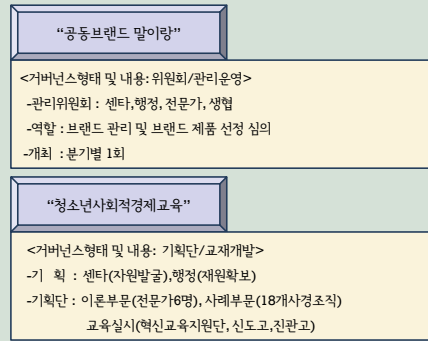 “공동브랜드 말이랑”
<거버넌스형태 및 내용: 위원회/관리운영>
-관리위원회 : 센타,행정, 전문가, 생협
-역할 : 브랜드 관리 및 브랜드 제품 선정 심의
-개최 : 분기별 1회
“청소년사회적경제교육”
<거버넌스형태 및 내용: 기획단/교재개발>
-기 획 : 센타(자원발굴),행정(재원확보)
-기획단 : 이론부문(전문가6명), 사례부문(18개사경조직)
교육실시(혁신교육지원단, 신도고,진관고)